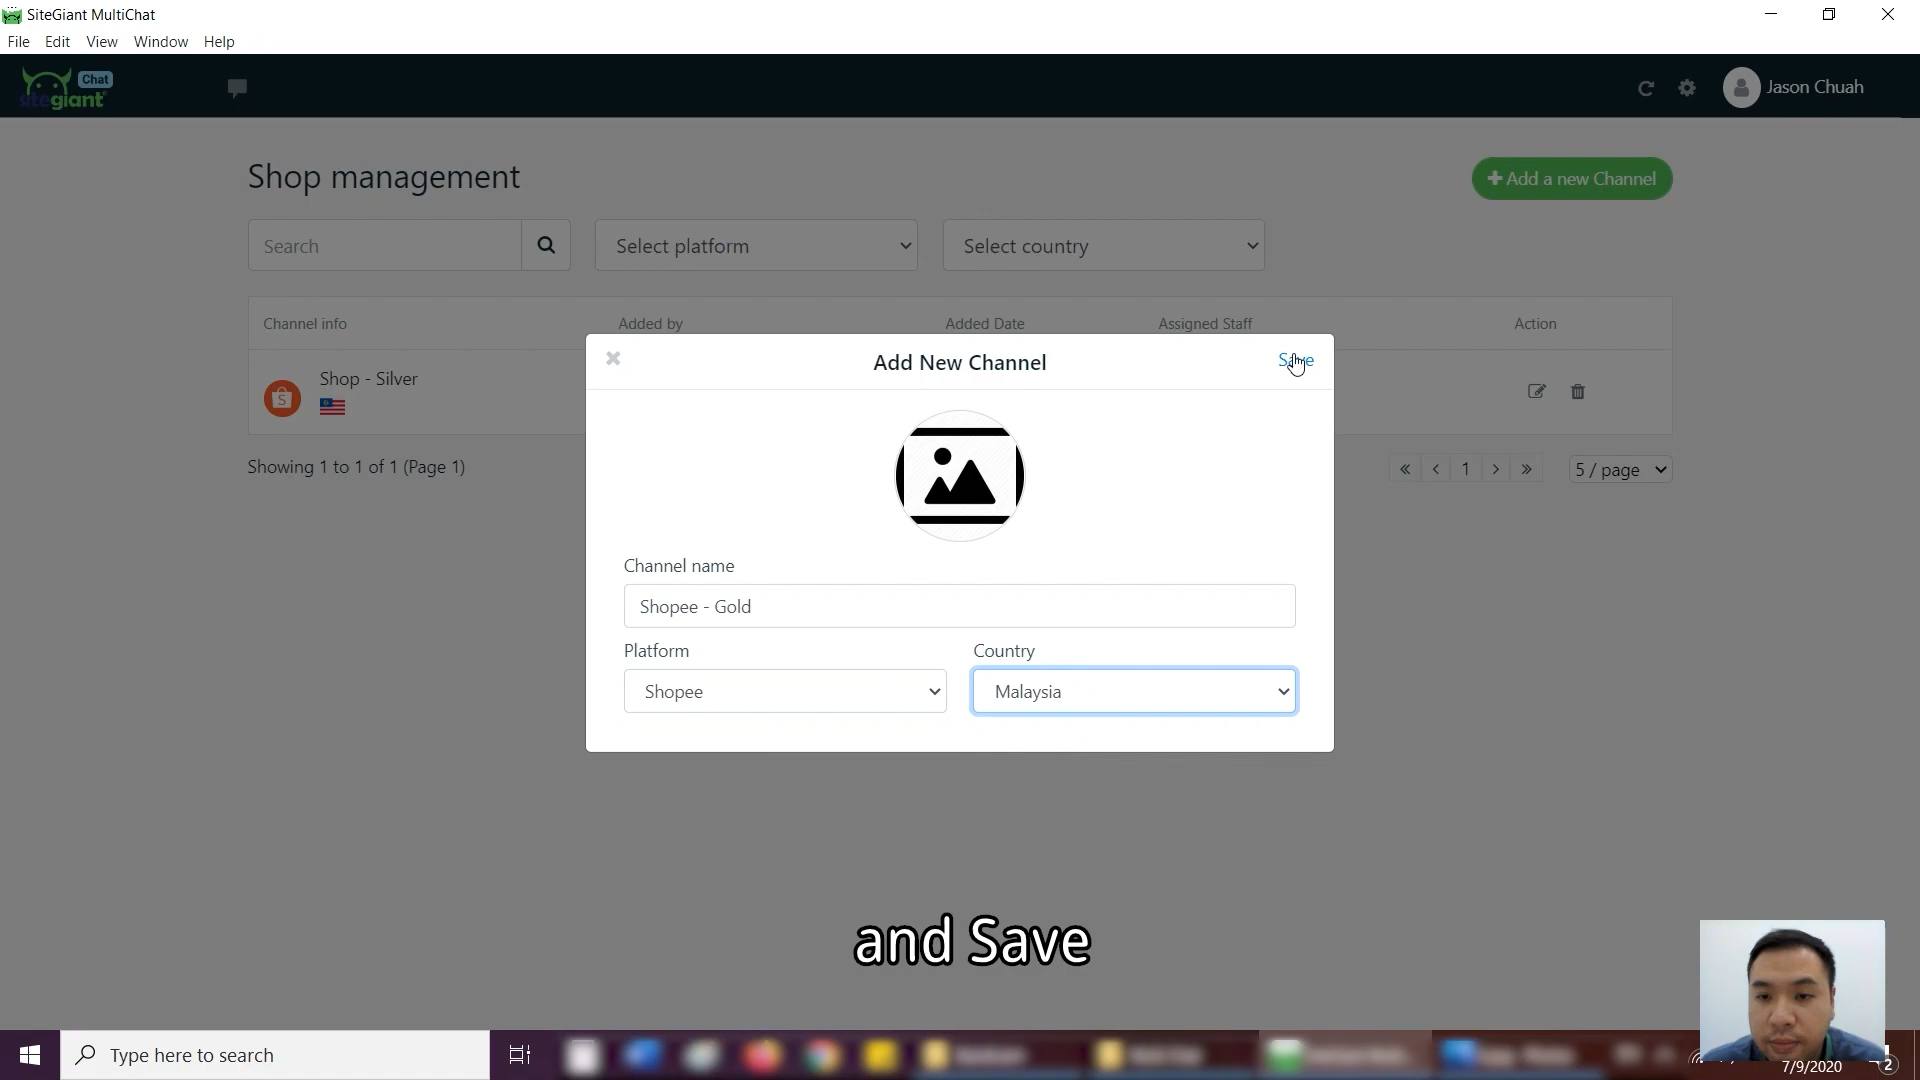 SiteGiant MultiChat
File Edit View Window Help
sitegiant Chat
Jason Chuah
Shop management
+ Add a new Channel
Search
Select platform
Select country
Channel info Added by Added Date Assigned Staff Action
Shop - Silver
Showing 1 to 1 of 1 (Page 1)
« ‹ 1 › »
5 / page
Add New Channel
Save
Channel name
Shopee - Gold
Platform
Country
Shopee
Malaysia
and Save
Type here to search
7/9/2020
2